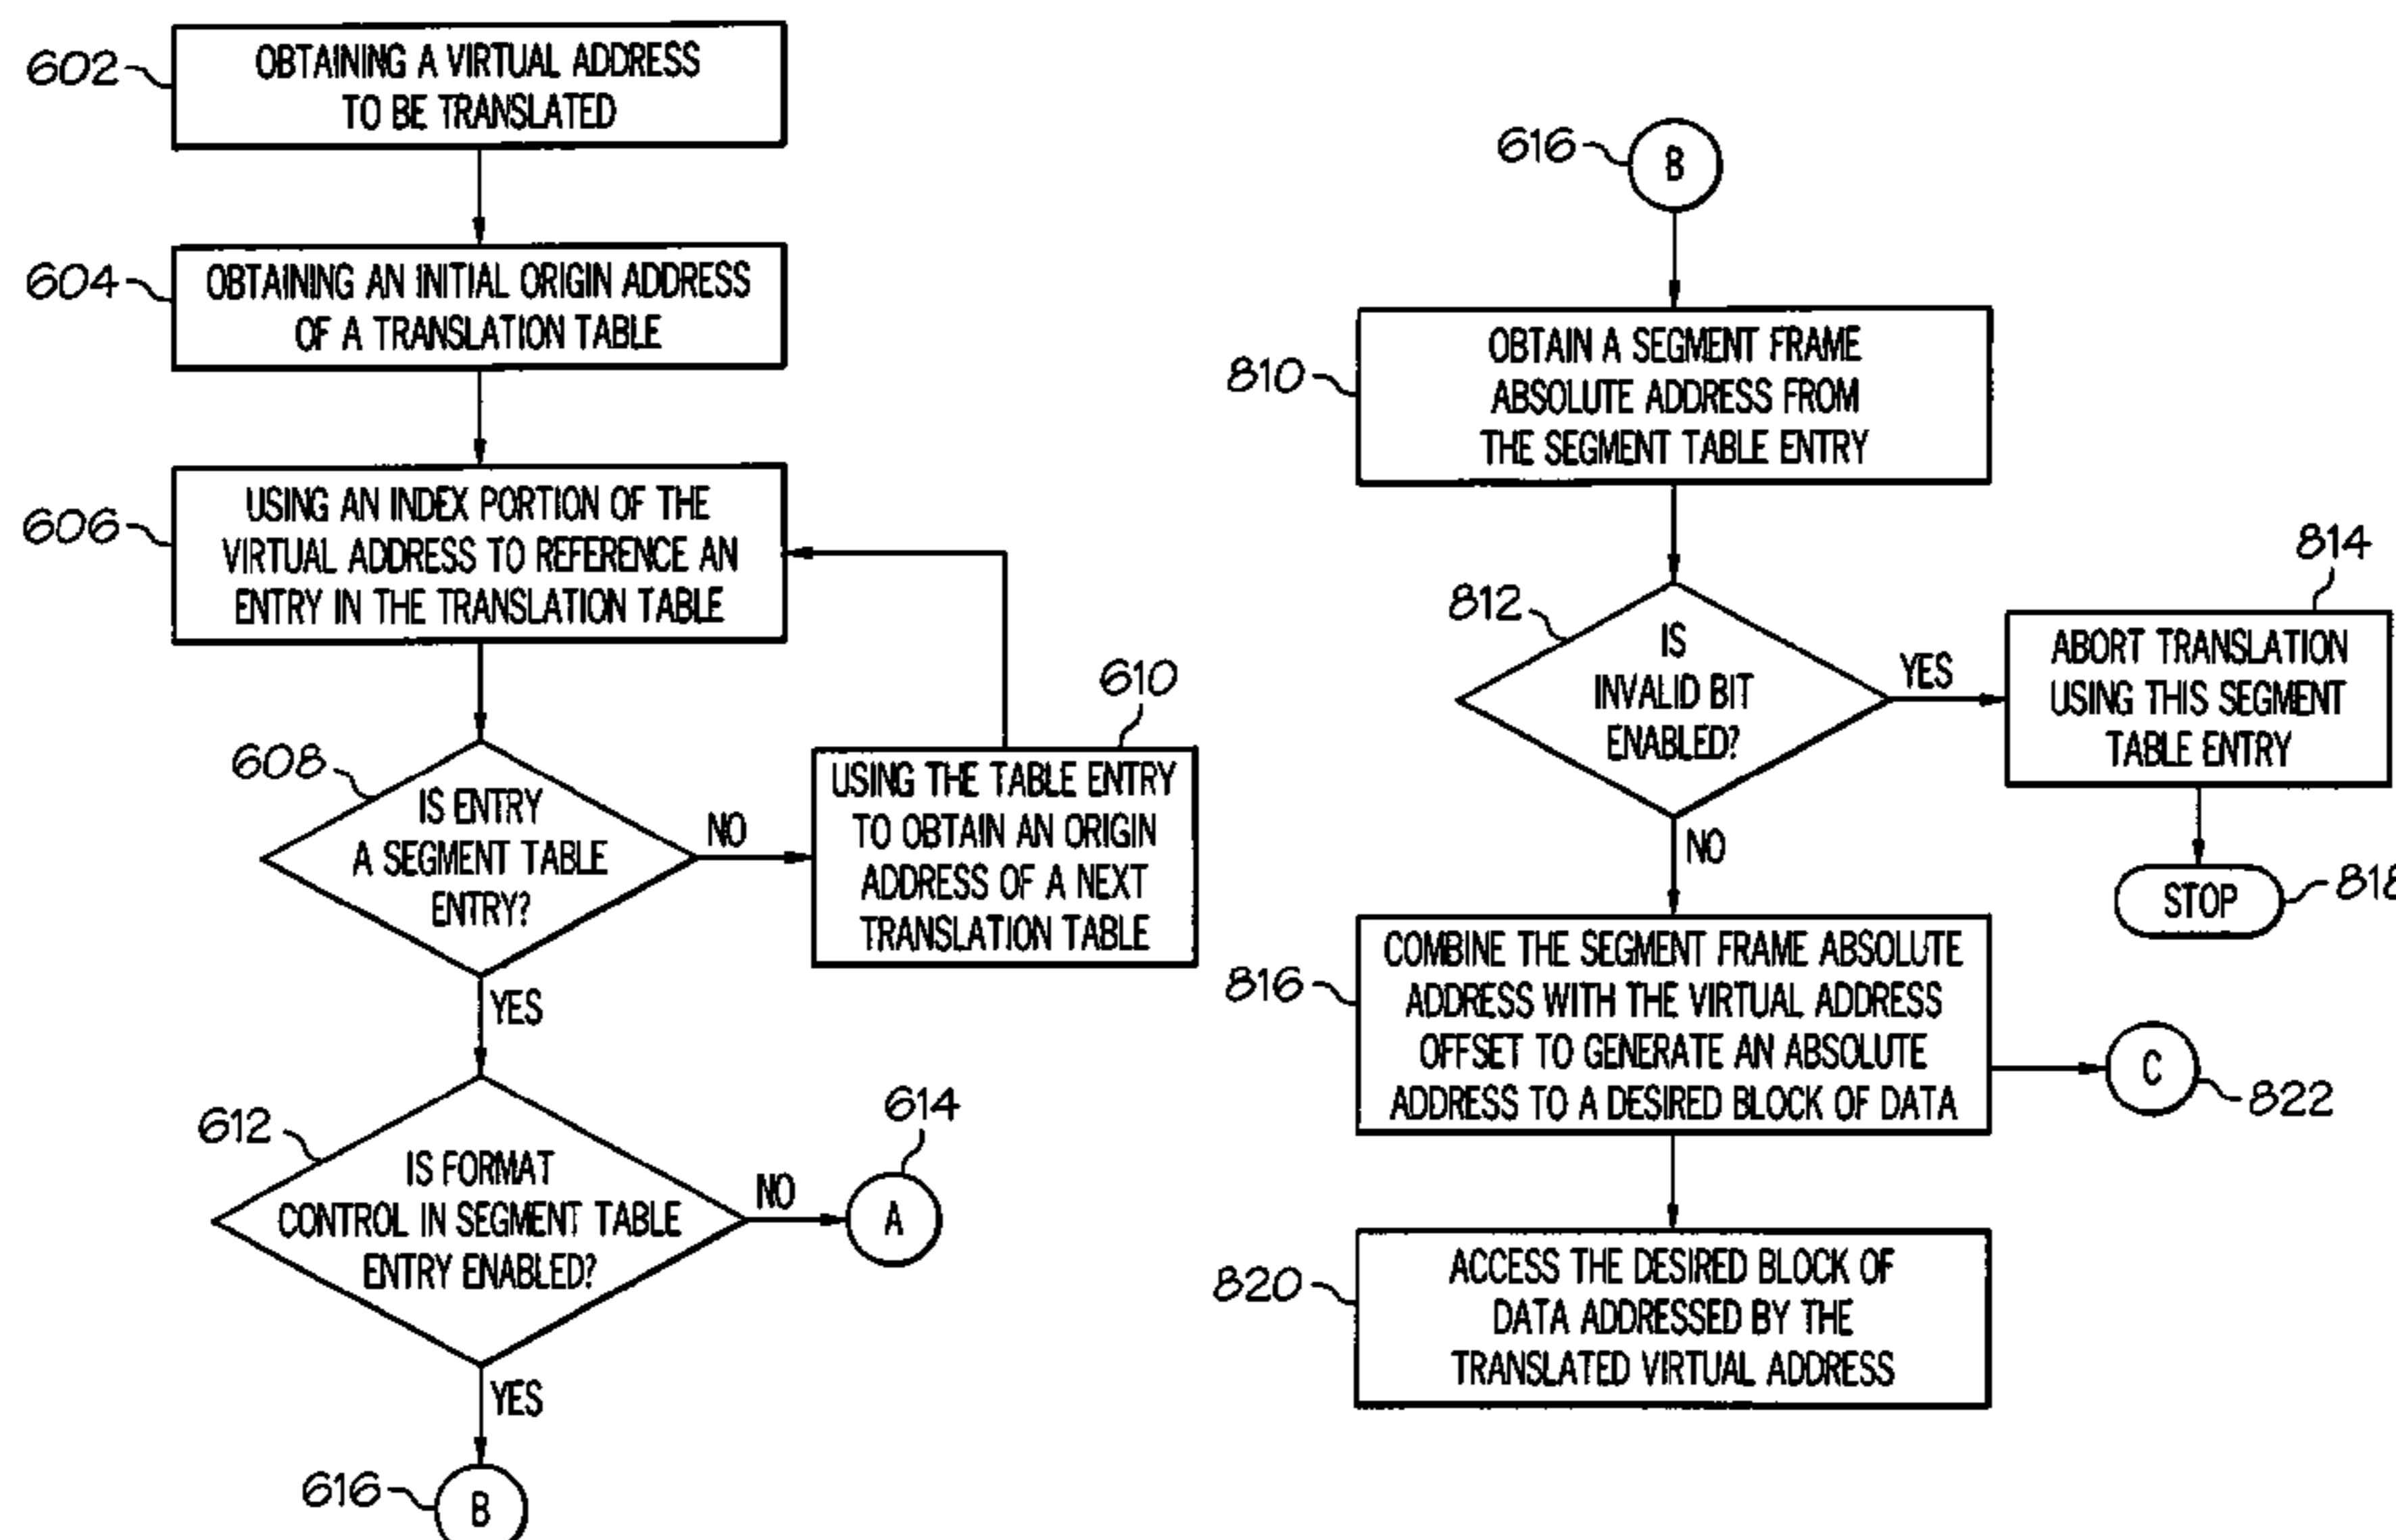 602
OBTAINING A VIRTUAL ADDRESS
TO BE TRANSLATED
604
OBTAINING AN INITIAL ORIGIN ADDRESS
OF A TRANSLATION TABLE
606
USING AN INDEX PORTION OF THE
VIRTUAL ADDRESS TO REFERENCE AN
ENTRY IN THE TRANSLATION TABLE
608
IS ENTRY
A SEGMENT TABLE
ENTRY?
NO
610
USING THE TABLE ENTRY
TO OBTAIN AN ORIGIN
ADDRESS OF A NEXT
TRANSLATION TABLE
YES
612
IS FORMAT
CONTROL IN SEGMENT TABLE
ENTRY ENABLED?
NO
614
A
YES
616
B
616
B
810
OBTAIN A SEGMENT FRAME
ABSOLUTE ADDRESS FROM
THE SEGMENT TABLE ENTRY
812
IS
INVALID BIT
ENABLED?
YES
814
ABORT TRANSLATION
USING THIS SEGMENT
TABLE ENTRY
STOP
818
NO
816
COMBINE THE SEGMENT FRAME ABSOLUTE
ADDRESS WITH THE VIRTUAL ADDRESS
OFFSET TO GENERATE AN ABSOLUTE
ADDRESS TO A DESIRED BLOCK OF DATA
C
822
820
ACCESS THE DESIRED BLOCK OF
DATA ADDRESSED BY THE
TRANSLATED VIRTUAL ADDRESS